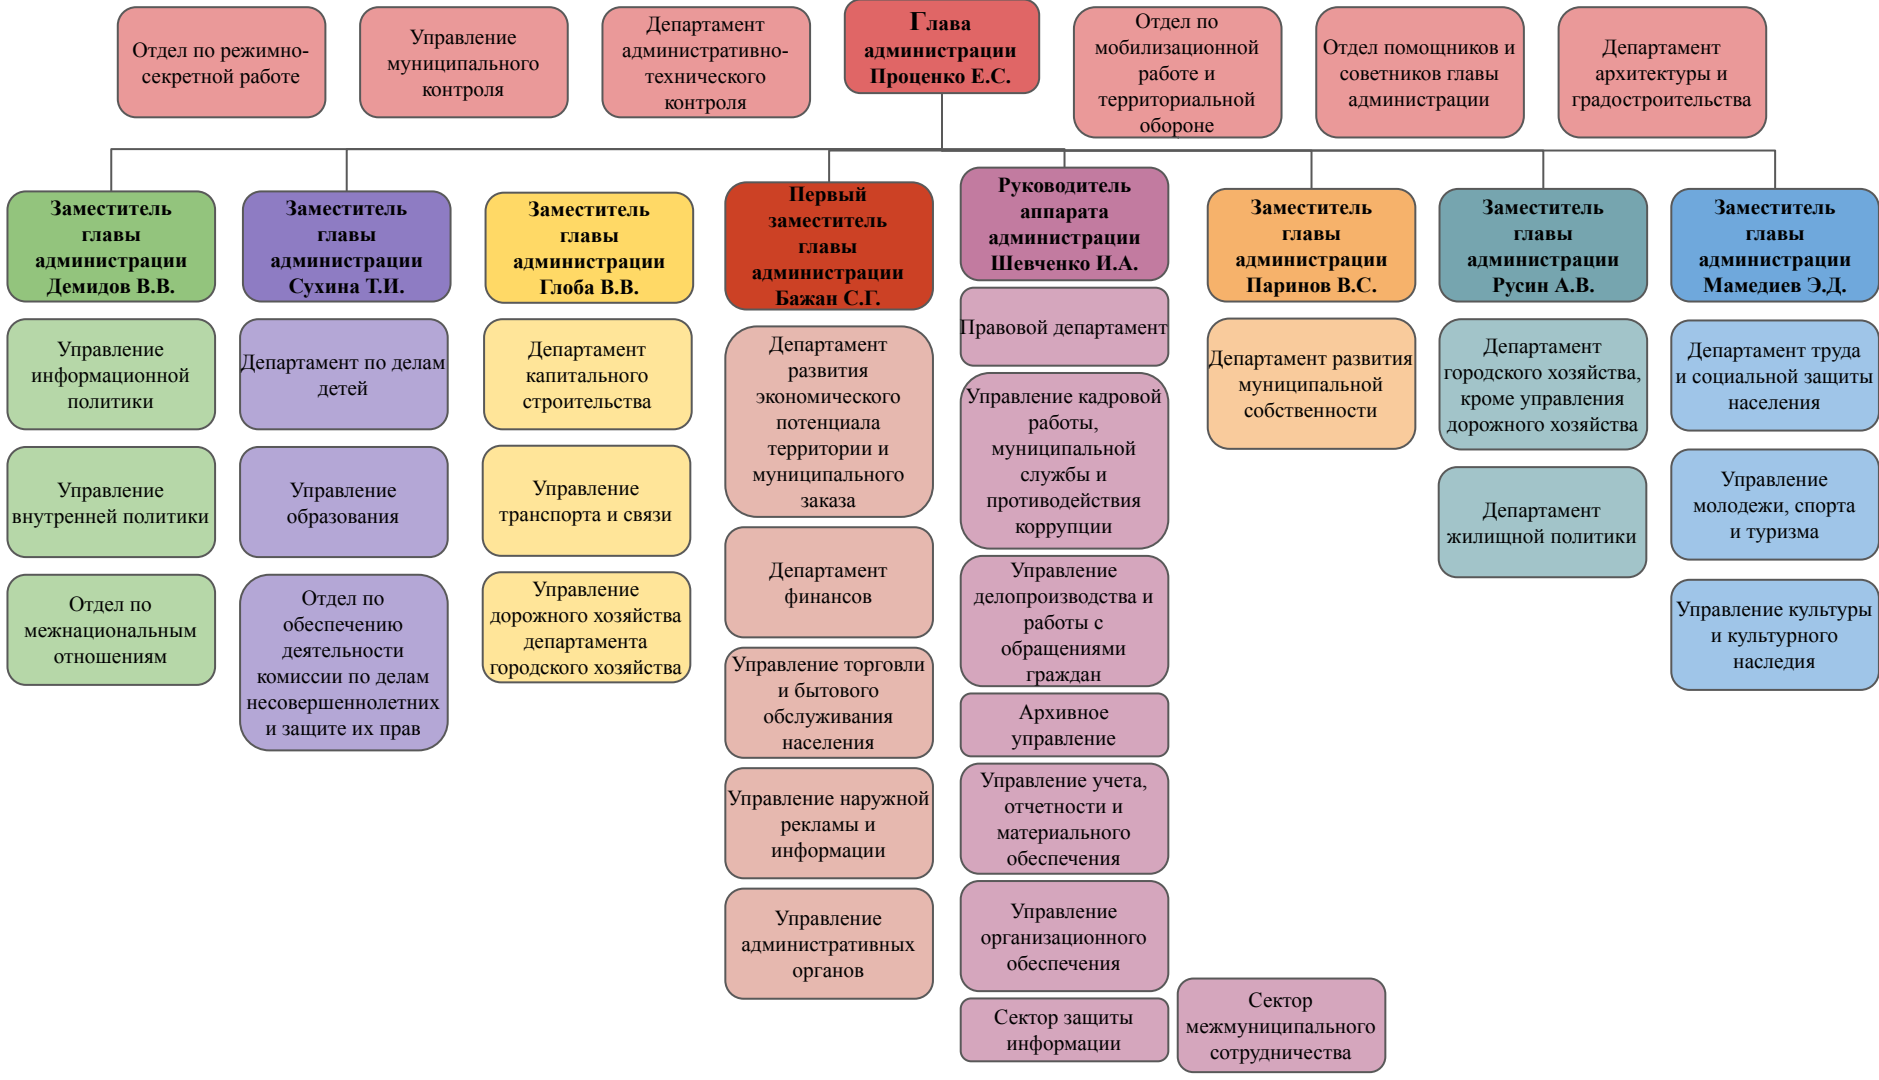 Отдел по режимно-
секретной работе
Управление
муниципального
контроля
Департамент
административно-
технического
контроля
Глава
администрации
Проценко Е.С.
Отдел по
мобилизационной
работе и
территориальной
обороне
Отдел помощников и
советников главы
администрации
Департамент
архитектуры и
градостроительства
Заместитель
главы
администрации
Демидов В.В.
Управление
информационной
политики
Управление
внутренней политики
Отдел по
межнациональным
отношениям
Заместитель
главы
администрации
Сухина Т.И.
Департамент по делам
детей
Управление
образования
Отдел по
обеспечению
деятельности
комиссии по делам
несовершеннолетних
и защите их прав
Заместитель
главы
администрации
Глоба В.В.
Департамент
капитального
строительства
Управление
транспорта и связи
Управление
дорожного хозяйства
департамента
городского хозяйства
Первый
заместитель
главы
администрации
Бажан С.Г.
Департамент
развития
экономического
потенциала
территории и
муниципального
заказа
Департамент
финансов
Управление торговли
и бытового
обслуживания
населения
Управление наружной
рекламы и
информации
Управление
административных
органов
Руководитель
аппарата
администрации
Шевченко И.А.
Правовой департамент
Управление кадровой
работы,
муниципальной
службы и
противодействия
коррупции
Управление
делопроизводства и
работы с
обращениями
граждан
Архивное
управление
Управление учета,
отчетности и
материального
обеспечения
Управление
организационного
обеспечения
Сектор защиты
информации
Сектор
межмуниципального
сотрудничества
Заместитель
главы
администрации
Паринов В.С.
Департамент развития
муниципальной
собственности
Заместитель
главы
администрации
Русин А.В.
Департамент
городского хозяйства,
кроме управления
дорожного хозяйства
Департамент
жилищной политики
Заместитель
главы
администрации
Мамедиев Э.Д.
Департамент труда
и социальной защиты
населения
Управление
молодежи, спорта
и туризма
Управление культуры
и культурного
наследия